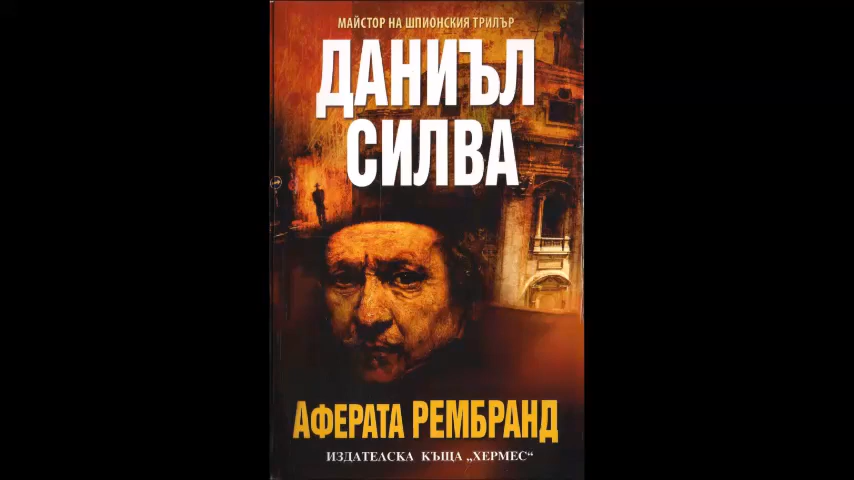 МАЙСТОР НА ШПИОНСКИЯ ТРИЛЪР
ДАНИЪЛ
СИЛВА
АФЕРАТА РЕМБРАНД
ИЗДАТЕЛСКА КЪЩА „ХЕРМЕС“